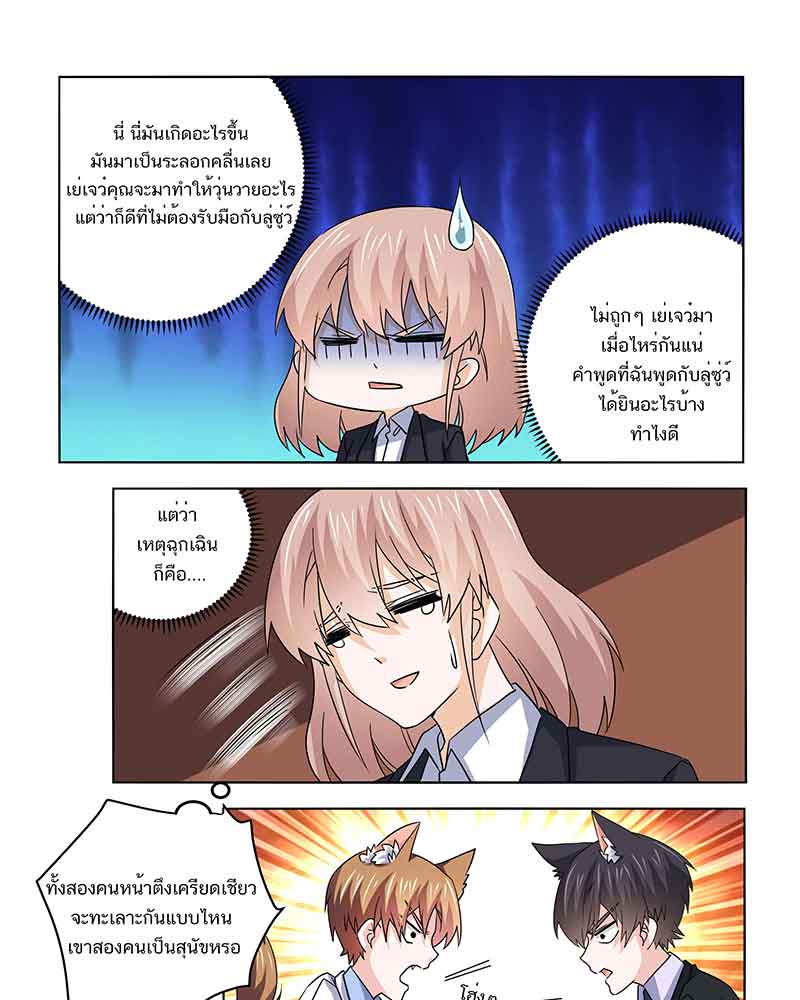 นี่ นี่มันเกิดอะไรขึ้น
มันมาเป็นระลอกคลื่นเลย
เย่เจว๋คุณจะมาทำให้วุ่นวายอะไร
แต่ว่าก็ดีที่ไม่ต้องรับมือกับลู่ซู่ว์
ไม่ถูกๆ เย่เจว๋มา
เมื่อไหร่กันแน่
คำพูดที่ฉันพูดกับลู่ซู่ว์
ได้ยินอะไรบ้าง
ทำไงดี
แต่ว่า
เหตุฉุกเฉิน
ก็คือ....
ทั้งสองคนหน้าตึงเครียดเชียว
จะทะเลาะกันแบบไหน
เขาสองคนเป็นสุนัขหรอ
โฮ่งๆ